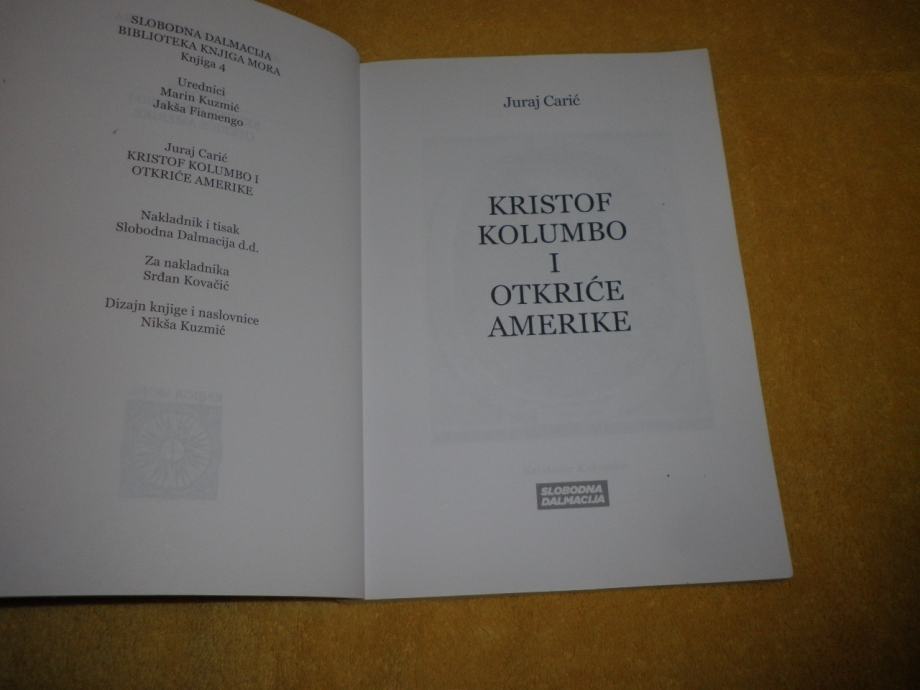 SLOBODNA DALMACIJA
BIBLIOTEKA KNJIGA MORA
Knjiga 4
Urednici
Marin Kuzmić
Jakša Fiamengo
Juraj Carić
KRISTOF KOLUMBO I
OTKRIĆE AMERIKE
Nakladnik i tisak
Slobodna Dalmacija d.d.
Za nakladnika
Srđan Kovačić
Dizajn knjige i naslovnice
Nikša Kuzmić
Juraj Carić
KRISTOF
KOLUMBO
I
OTKRIĆE
AMERIKE
SLOBODNA
DALMACIJA